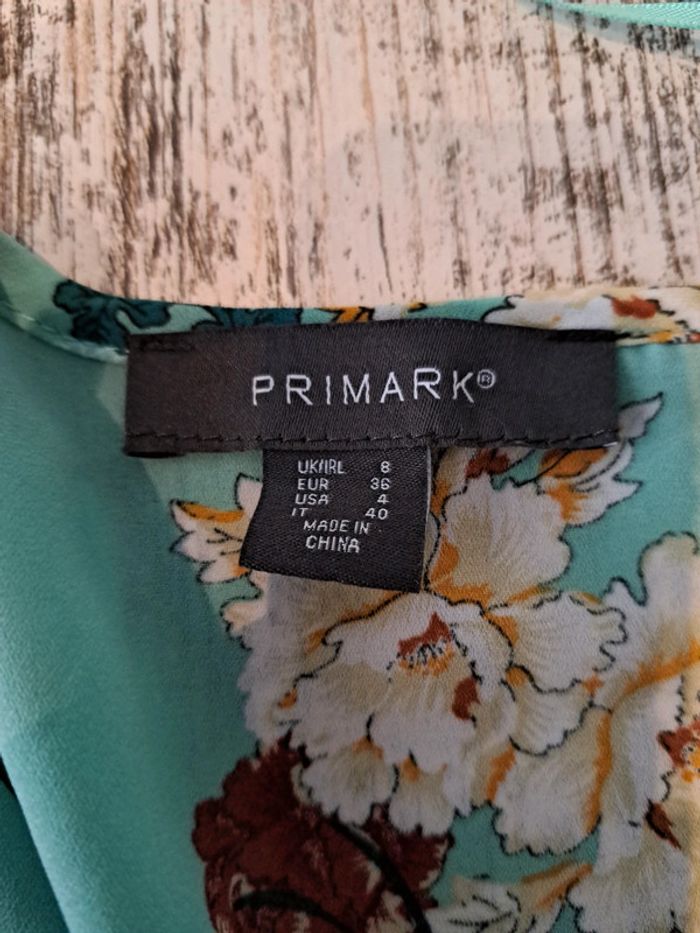 PRIMARK®
UK/IRL 8
EUR 36
USA 4
IT 40
MADE IN
CHINA